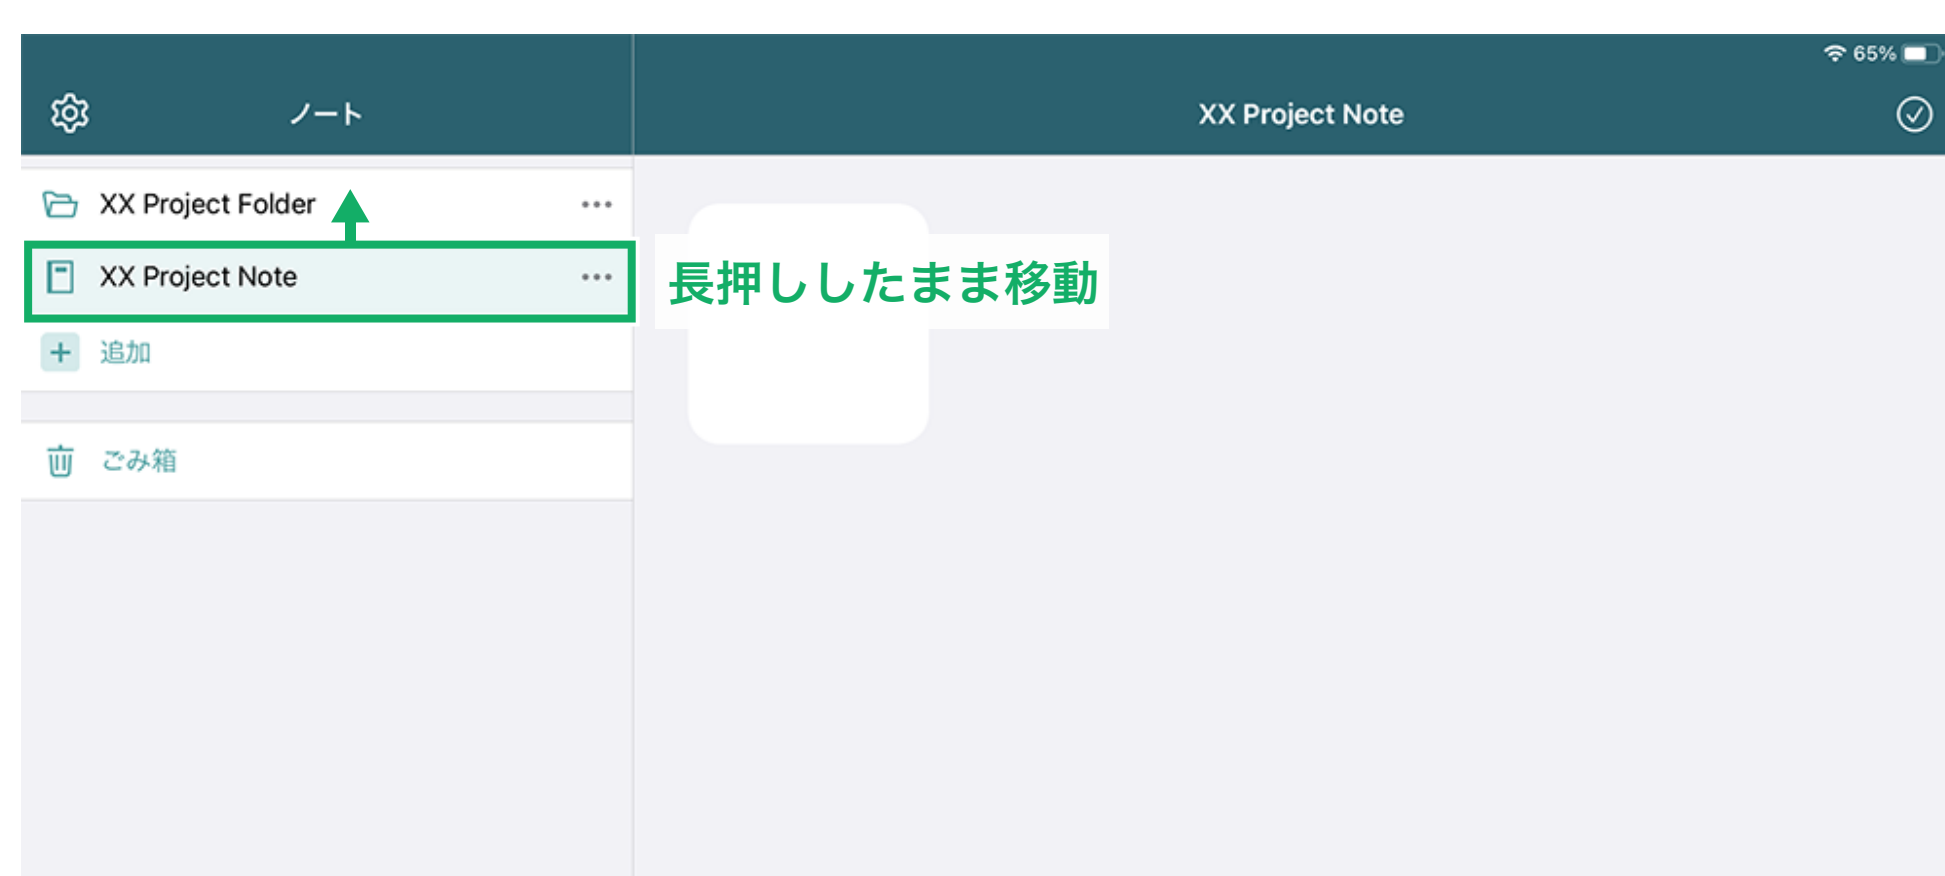 65%
ノート
XX Project Note
XX Project Folder
XX Project Note
長押ししたまま移動
追加
ごみ箱